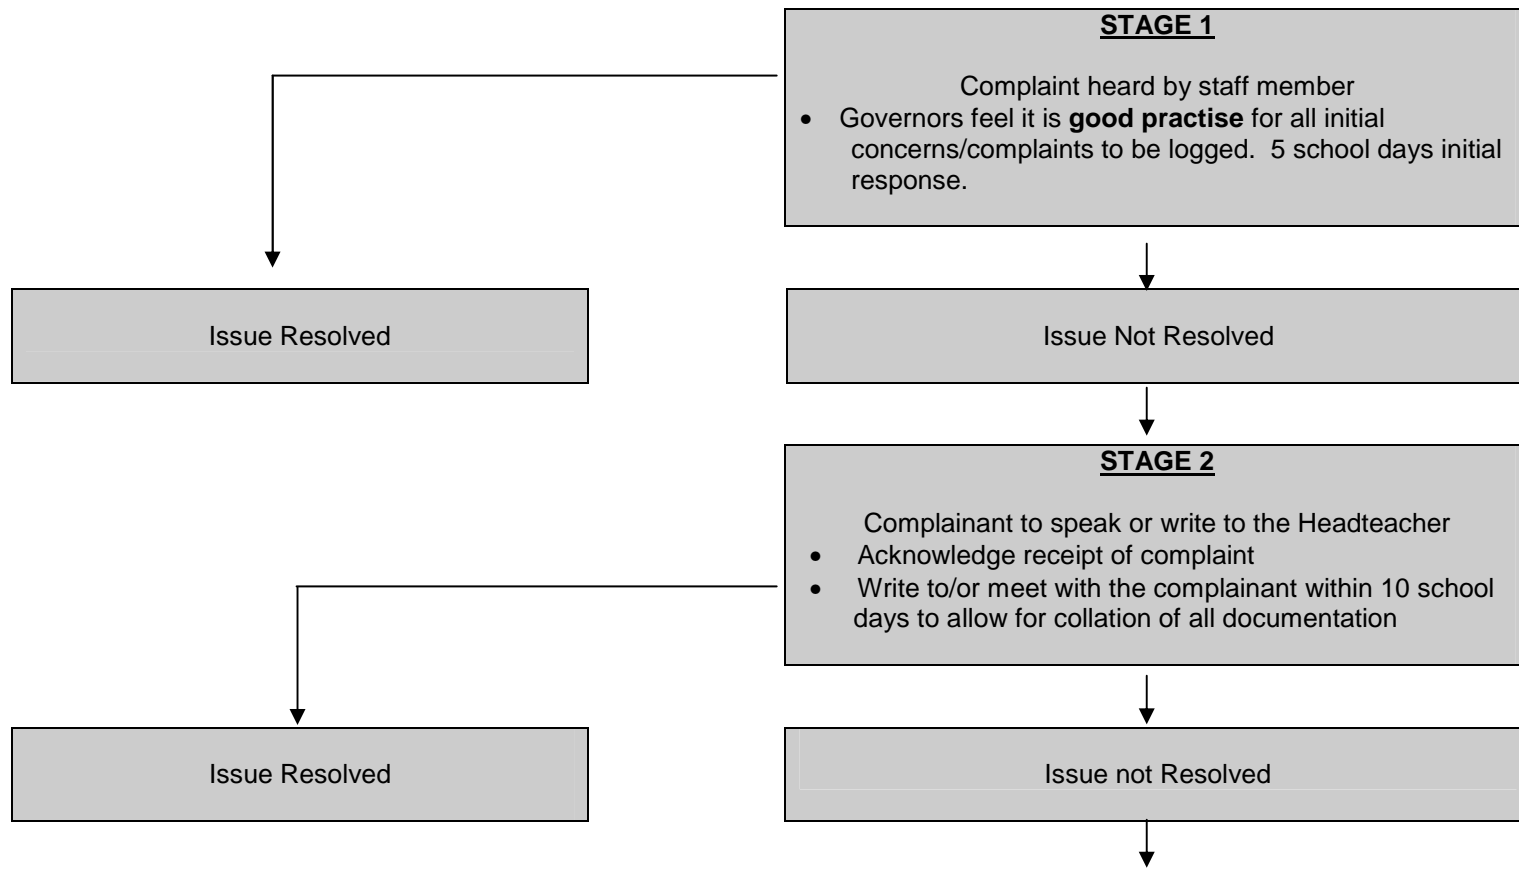 STAGE 1
Complaint heard by staff member
• Governors feel it is good practise for all initial
concerns/complaints to be logged. 5 school days initial
response.
Issue Resolved
Issue Not Resolved
STAGE 2
Complainant to speak or write to the Headteacher
• Acknowledge receipt of complaint
• Write to/or meet with the complainant within 10 school
days to allow for collation of all documentation
Issue Resolved
Issue not Resolved